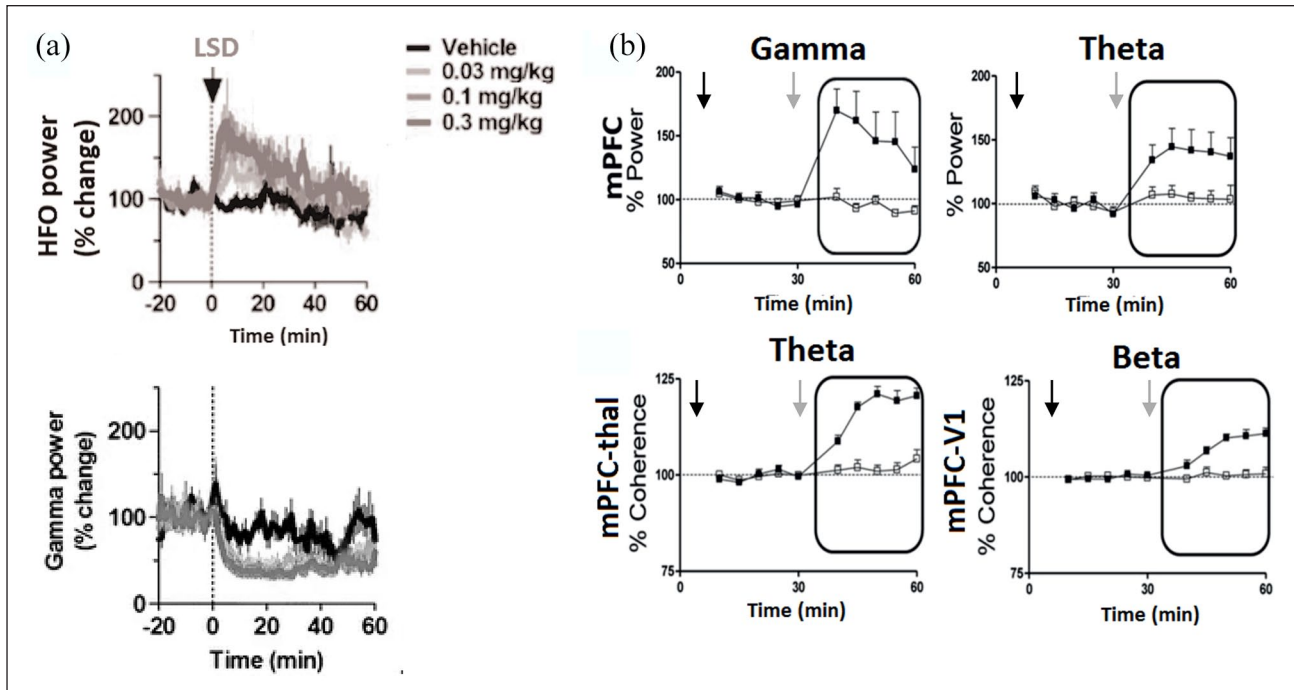 (a)
LSD
Vehicle
0.03 mg/kg
0.1 mg/kg
0.3 mg/kg
HFO power
(% change)
200
100
0
-20
0
20
40
60
Time (min)
Gamma power
(% change)
200
100
0
-20
0
20
40
60
Time (min)
(b)
Gamma
mPFC
% Power
200
150
100
50
0
30
60
Time (min)
Theta
% Power
200
150
100
50
0
30
60
Time (min)
Theta
mPFC-thal
% Coherence
125
100
75
0
30
60
Time (min)
Beta
mPFC-V1
% Coherence
125
100
75
0
30
60
Time (min)